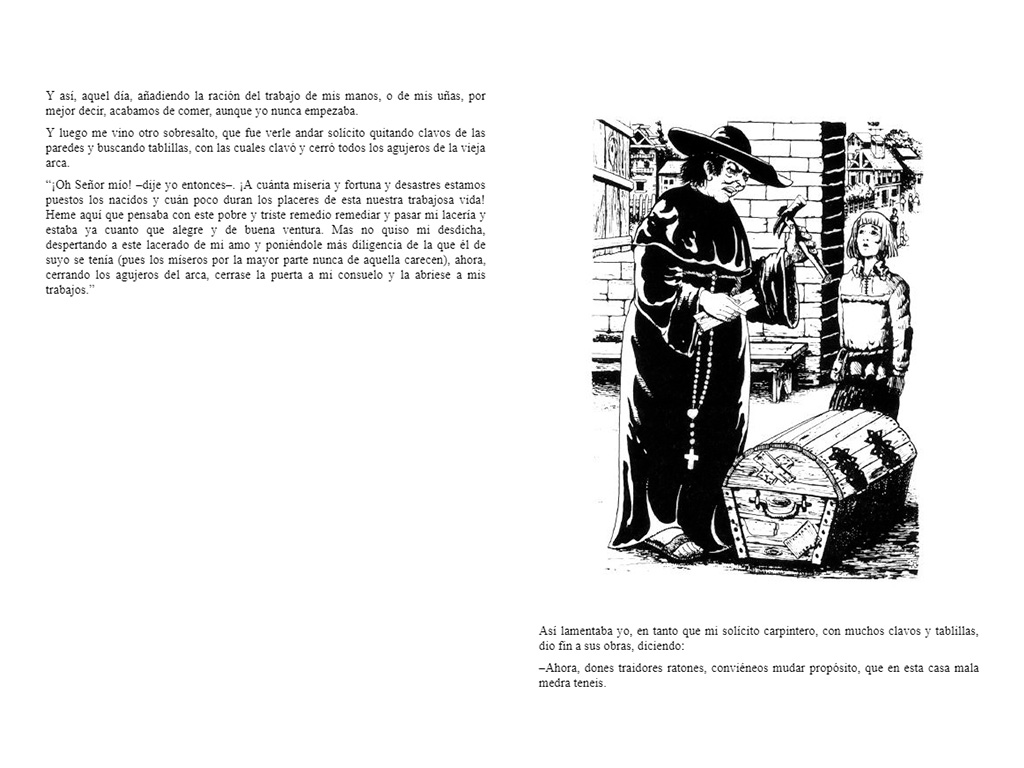 Y así, aquel día, añadiendo la ración del trabajo de mis manos, o de mis uñas, por
mejor decir, acabamos de comer, aunque yo nunca empezaba.
Y luego me vino otro sobresalto, que fue verle andar solícito quitando clavos de las
paredes y buscando tablillas, con las cuales clavó y cerró todos los agujeros de la vieja
arca.
“¡Oh Señor mío! –dije yo entonces–. ¡A cuánta miseria y fortuna y desastres estamos
puestos los nacidos y cuán poco duran los placeres de esta nuestra trabajosa vida!
Heme aquí que pensaba con este pobre y triste remedio remediar y pasar mi lacería y
estaba ya cuanto que alegre y de buena ventura. Mas no quiso mi desdicha,
despertando a este lacerado de mi amo y poniéndole más diligencia de la que él de
suyo se tenía (pues los míseros por la mayor parte nunca de aquella carecen), ahora,
cerrando los agujeros del arca, cerrase la puerta a mi consuelo y la abriese a mis
trabajos.”
Así lamentaba yo, en tanto que mi solícito carpintero, con muchos clavos y tablillas,
dio fin a sus obras, diciendo:
–Ahora, dones traidores ratones, conviéneos mudar propósito, que en esta casa mala
medra teneis.